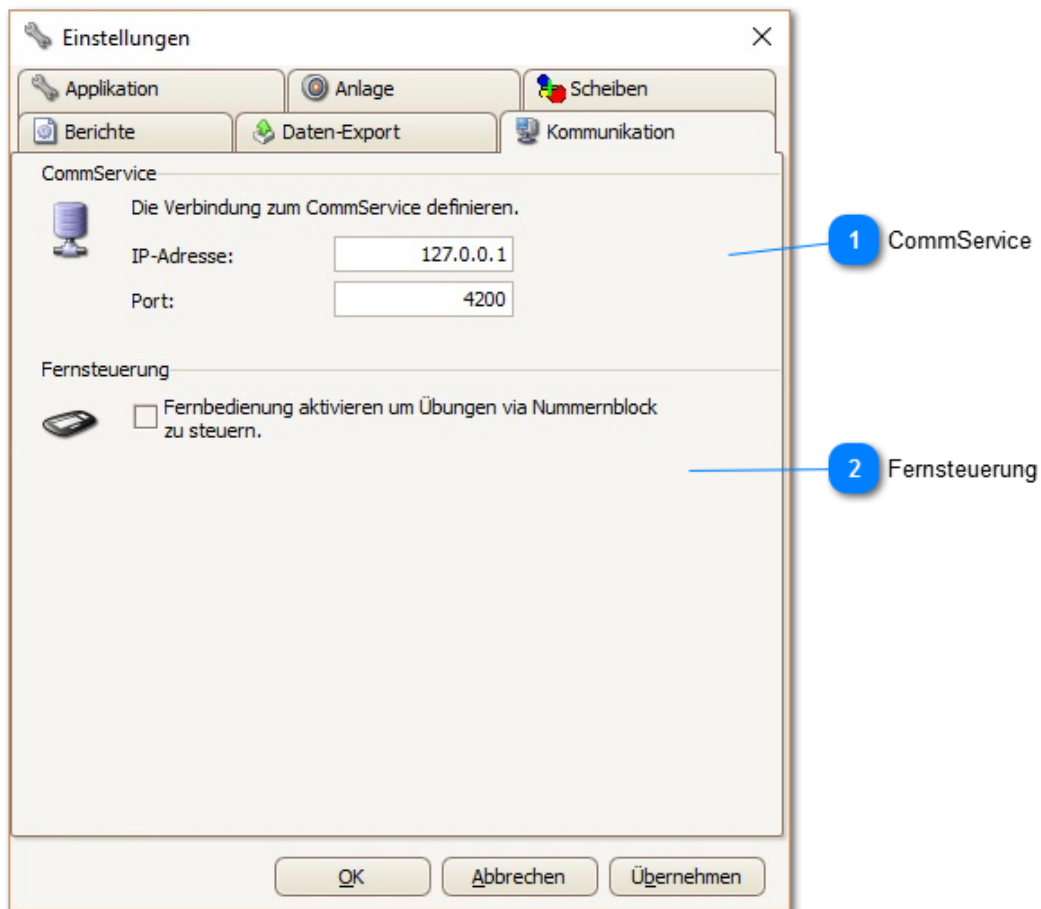 Einstellungen
Applikation
Anlage
Scheiben
Berichte
Daten-Export
Kommunikation
CommService
Die Verbindung zum CommService definieren.
IP-Adresse:
127.0.0.1
Port:
4200
Fernsteuerung
Fernbedienung aktivieren um Übungen via Nummernblock
zu steuern.
OK
Abbrechen
Übernehmen
1 CommService
2 Fernsteuerung